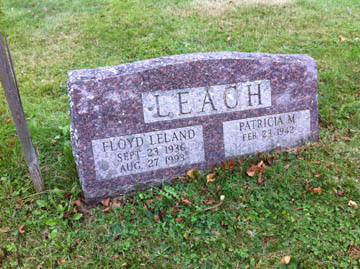 LEACH
FLOYD LELAND
SEPT. 23 1936
AUG. 27 1993
PATRICIA M.
FEB. 23 1942